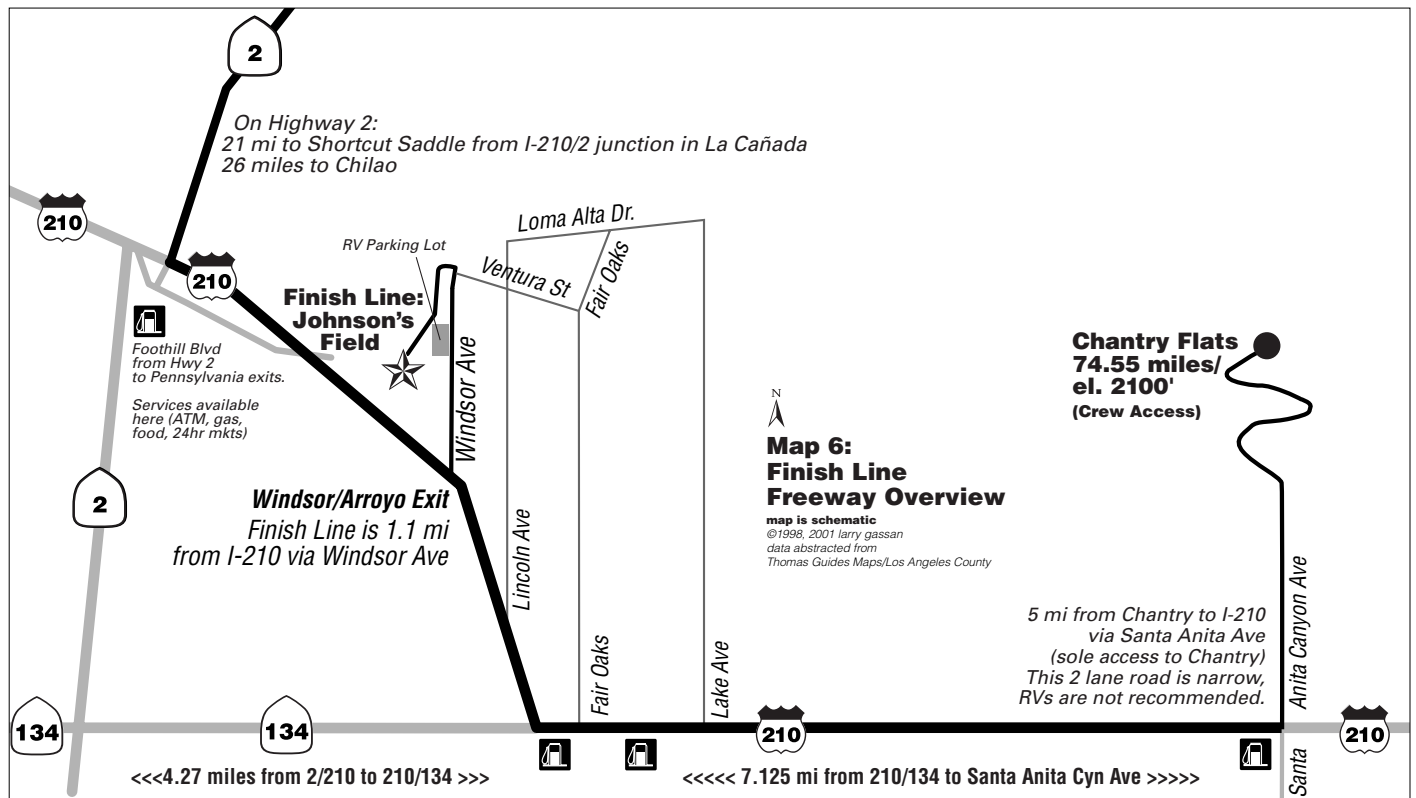 2
On Highway 2:
21 mi to Shortcut Saddle from I-210/2 junction in La Cañada
26 miles to Chilao
210
210
RV Parking Lot
Loma Alta Dr.
Ventura St
Fair Oaks
Finish Line:
Johnson's
Field
Windsor Ave
Foothill Blvd
from Hwy 2
to Pennsylvania exits.
Services available
here (ATM, gas,
food, 24hr mkts)
Chantry Flats
74.55 miles/
el. 2100'
(Crew Access)
N
Map 6:
Finish Line
Freeway Overview
map is schematic
©1998, 2001 larry gassan
data abstracted from
Thomas Guides Maps/Los Angeles County
2
Windsor/Arroyo Exit
Finish Line is 1.1 mi
from I-210 via Windsor Ave
Lincoln Ave
Fair Oaks
Lake Ave
5 mi from Chantry to I-210
via Santa Anita Ave
(sole access to Chantry)
This 2 lane road is narrow,
RVs are not recommended.
Santa Anita Canyon Ave
134
134
210
210
<<<4.27 miles from 2/210 to 210/134 >>>
<<<<< 7.125 mi from 210/134 to Santa Anita Cyn Ave >>>>>